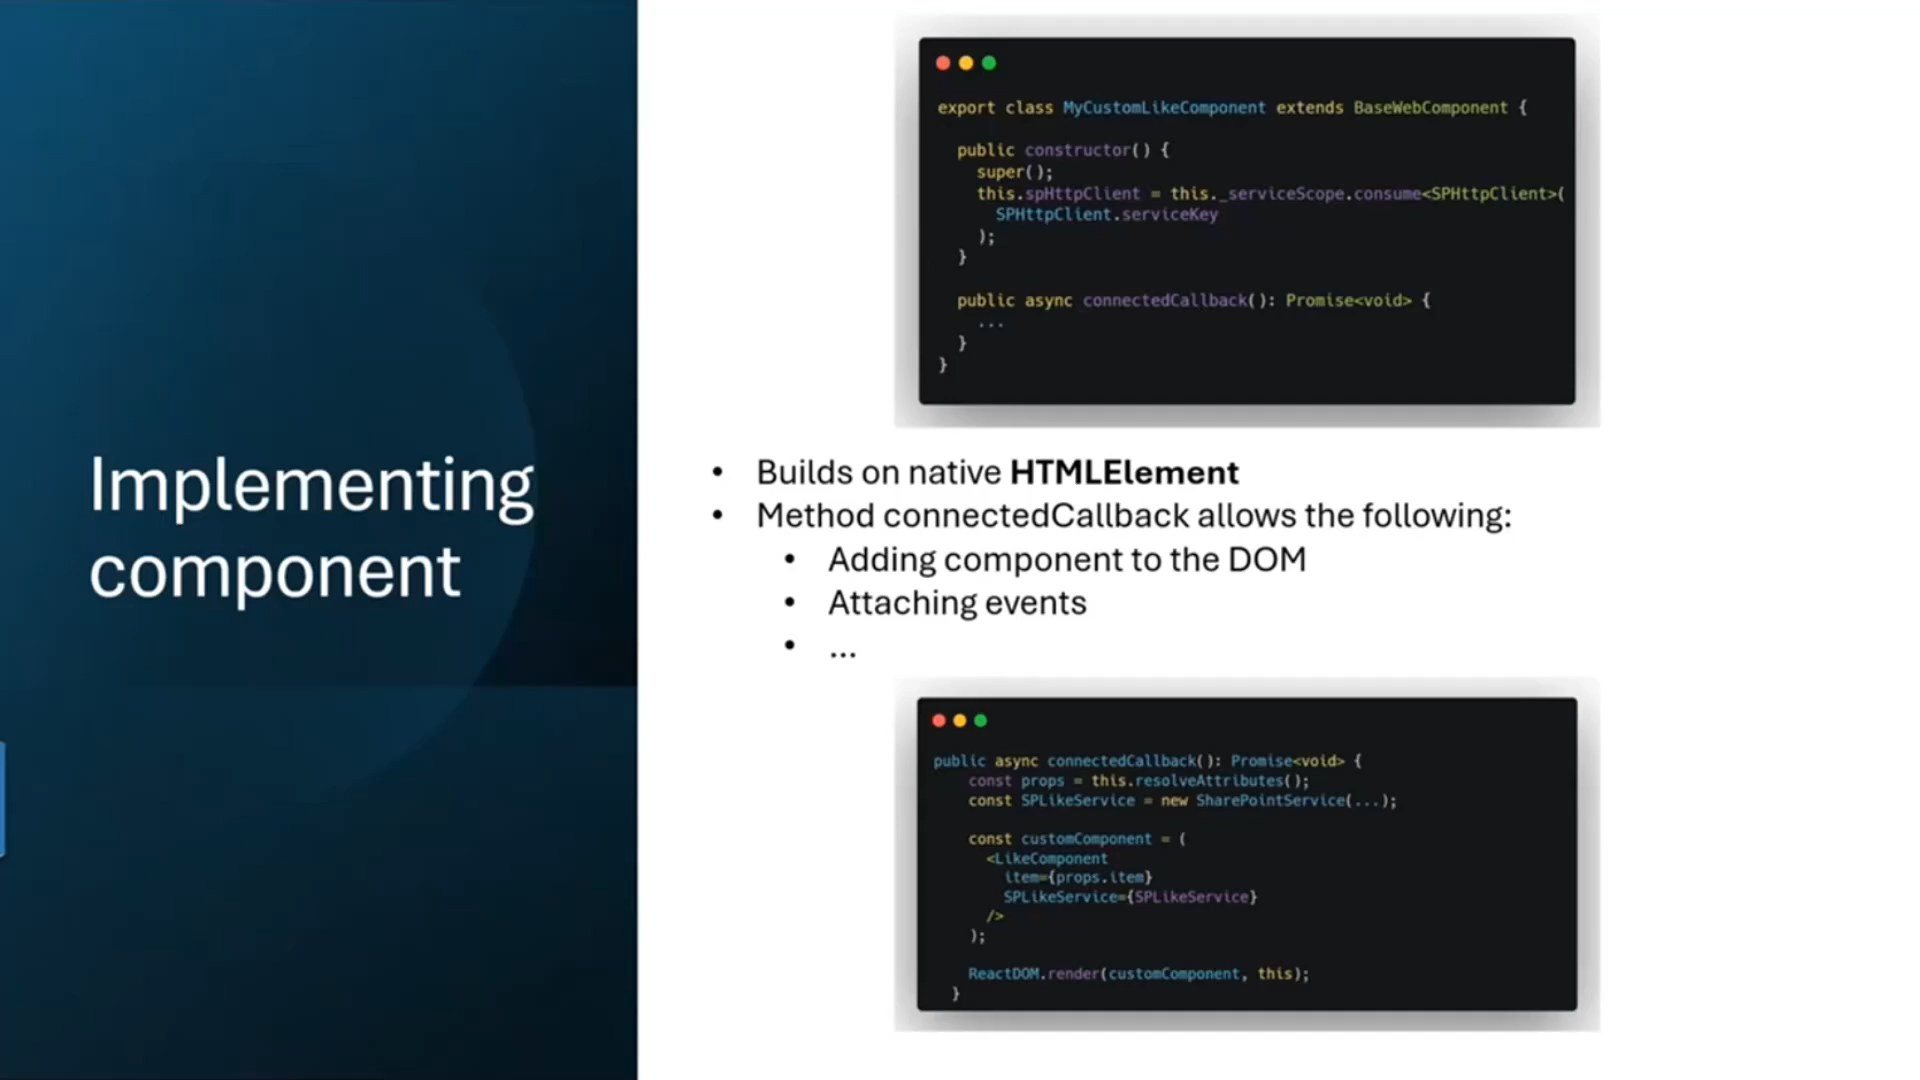 Implementing
component
export class MyCustomLikeComponent extends BaseWebComponent {
public constructor() {
super();
this.spHttpClient = this._serviceScope.consume<SPHttpClient>(
SPHttpClient.serviceKey
);
}
public async connectedCallback(): Promise<void> {
...
}
}
• Builds on native HTMLElement
• Method connectedCallback allows the following:
• Adding component to the DOM
• Attaching events
• ...
public async connectedCallback(): Promise<void> {
const props = this.resolveAttributes();
const SPLikeService = new SharePointService(...);
const customComponent = (
<LikeComponent
item={props.item}
SPLikeService={SPLikeService}
/>
);
ReactDOM.render(customComponent, this);
}